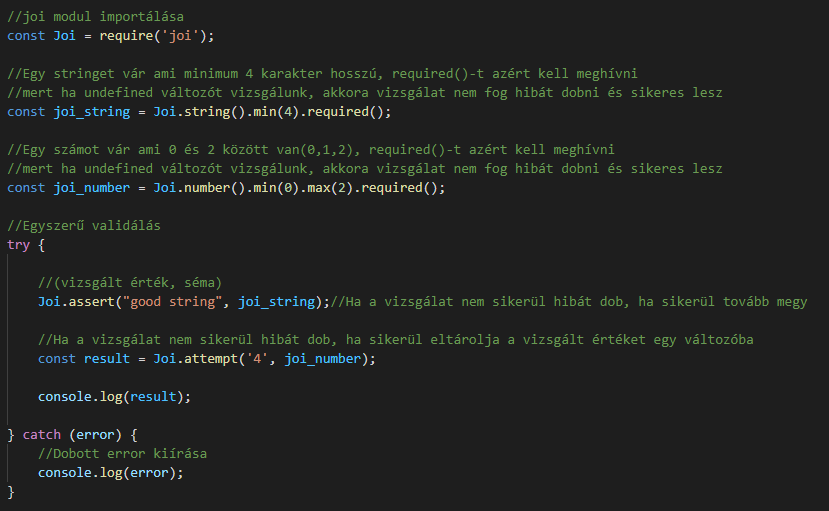 //joi modul importálása
const Joi = require('joi');
//Egy stringet vár ami minimum 4 karakter hosszú, required()-t azért kell meghívni
//mert ha undefined változót vizsgálunk, akkora vizsgálat nem fog hibát dobni és sikeres lesz
const joi_string = Joi.string().min(4).required();
//Egy számot vár ami 0 és 2 között van(0,1,2), required()-t azért kell meghívni
//mert ha undefined változót vizsgálunk, akkora vizsgálat nem fog hibát dobni és sikeres lesz
const joi_number = Joi.number().min(0).max(2).required();
//Egyszerű validálás
try {
//(vizsgált érték, séma)
Joi.assert("good string", joi_string);//Ha a vizsgálat nem sikerül hibát dob, ha sikerül tovább megy
//Ha a vizsgálat nem sikerül hibát dob, ha sikerül eltárolja a vizsgált értéket egy változóba
const result = Joi.attempt('4', joi_number);
console.log(result);
} catch (error) {
//Dobott error kiírása
console.log(error);
}